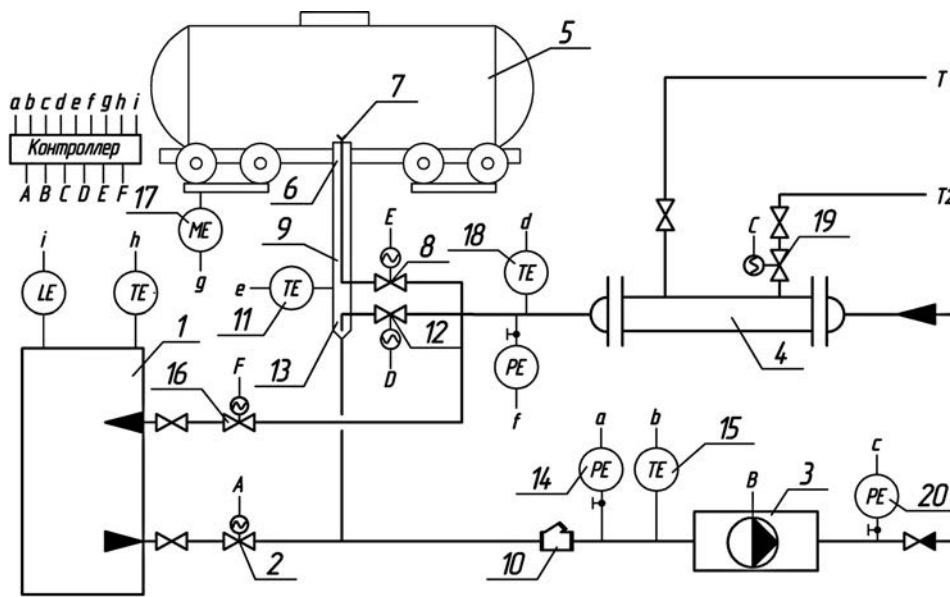 5
7
T
a b c d e f g h i
Контроллер
A B C D E F
T2
17
ME
6
E
d
C
19
i
h
9
8
18
TE
LE
TE
g
e
TE
11
1
12
4
16
F
13
D
PE
f
a
b
14
PE
TE
15
c
A
B
3
PE
20
2
10